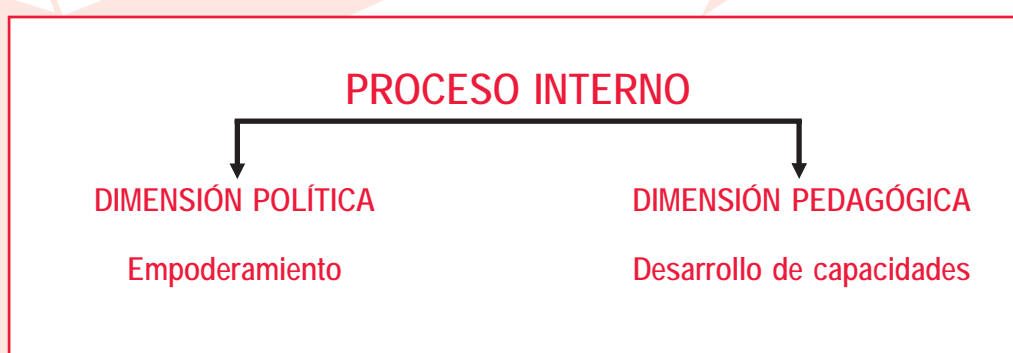 PROCESO INTERNO
DIMENSIÓN POLÍTICA
Empoderamiento
DIMENSIÓN PEDAGÓGICA
Desarrollo de capacidades